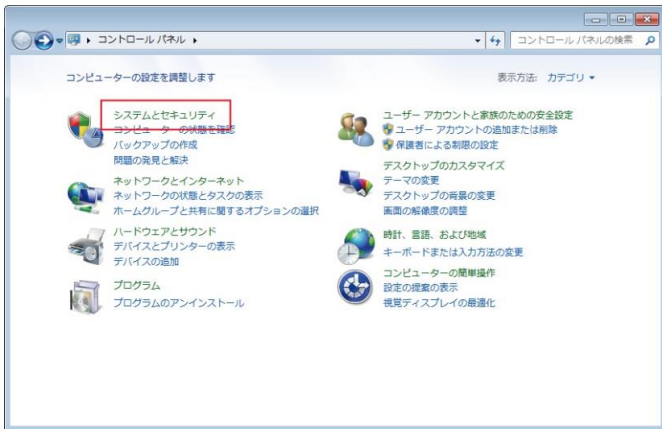 コントロール パネル
コントロール パネルの検索
コンピューターの設定を調整します
表示方法: カテゴリ
システムとセキュリティ
コンピューターの状態を確認
バックアップの作成
問題の発見と解決
ネットワークとインターネット
ネットワークの状態とタスクの表示
ホームグループと共有に関するオプションの選択
ハードウェアとサウンド
デバイスとプリンターの表示
デバイスの追加
プログラム
プログラムのアンインストール
ユーザー アカウントと家族のための安全設定
ユーザー アカウントの追加または削除
保護者による制限の設定
デスクトップのカスタマイズ
テーマの変更
デスクトップの背景の変更
画面の解像度の調整
時計、言語、および地域
キーボードまたは入力方法の変更
コンピューターの簡単操作
設定の提案の表示
視覚ディスプレイの最適化